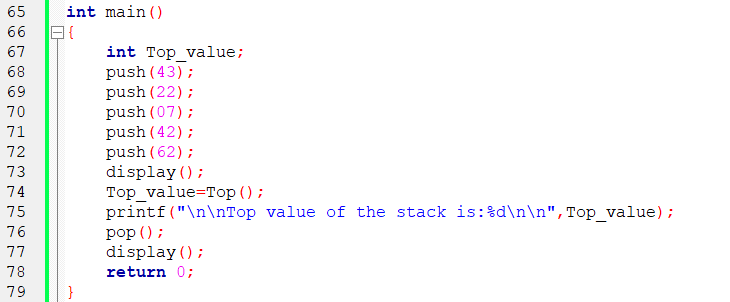 65 int main()
66 {
67 int Top_value;
68 push(43);
69 push(22);
70 push(07);
71 push(42);
72 push(62);
73 display();
74 Top_value=Top();
75 printf("\n\nTop value of the stack is:%d\n\n",Top_value);
76 pop();
77 display();
78 return 0;
79 }